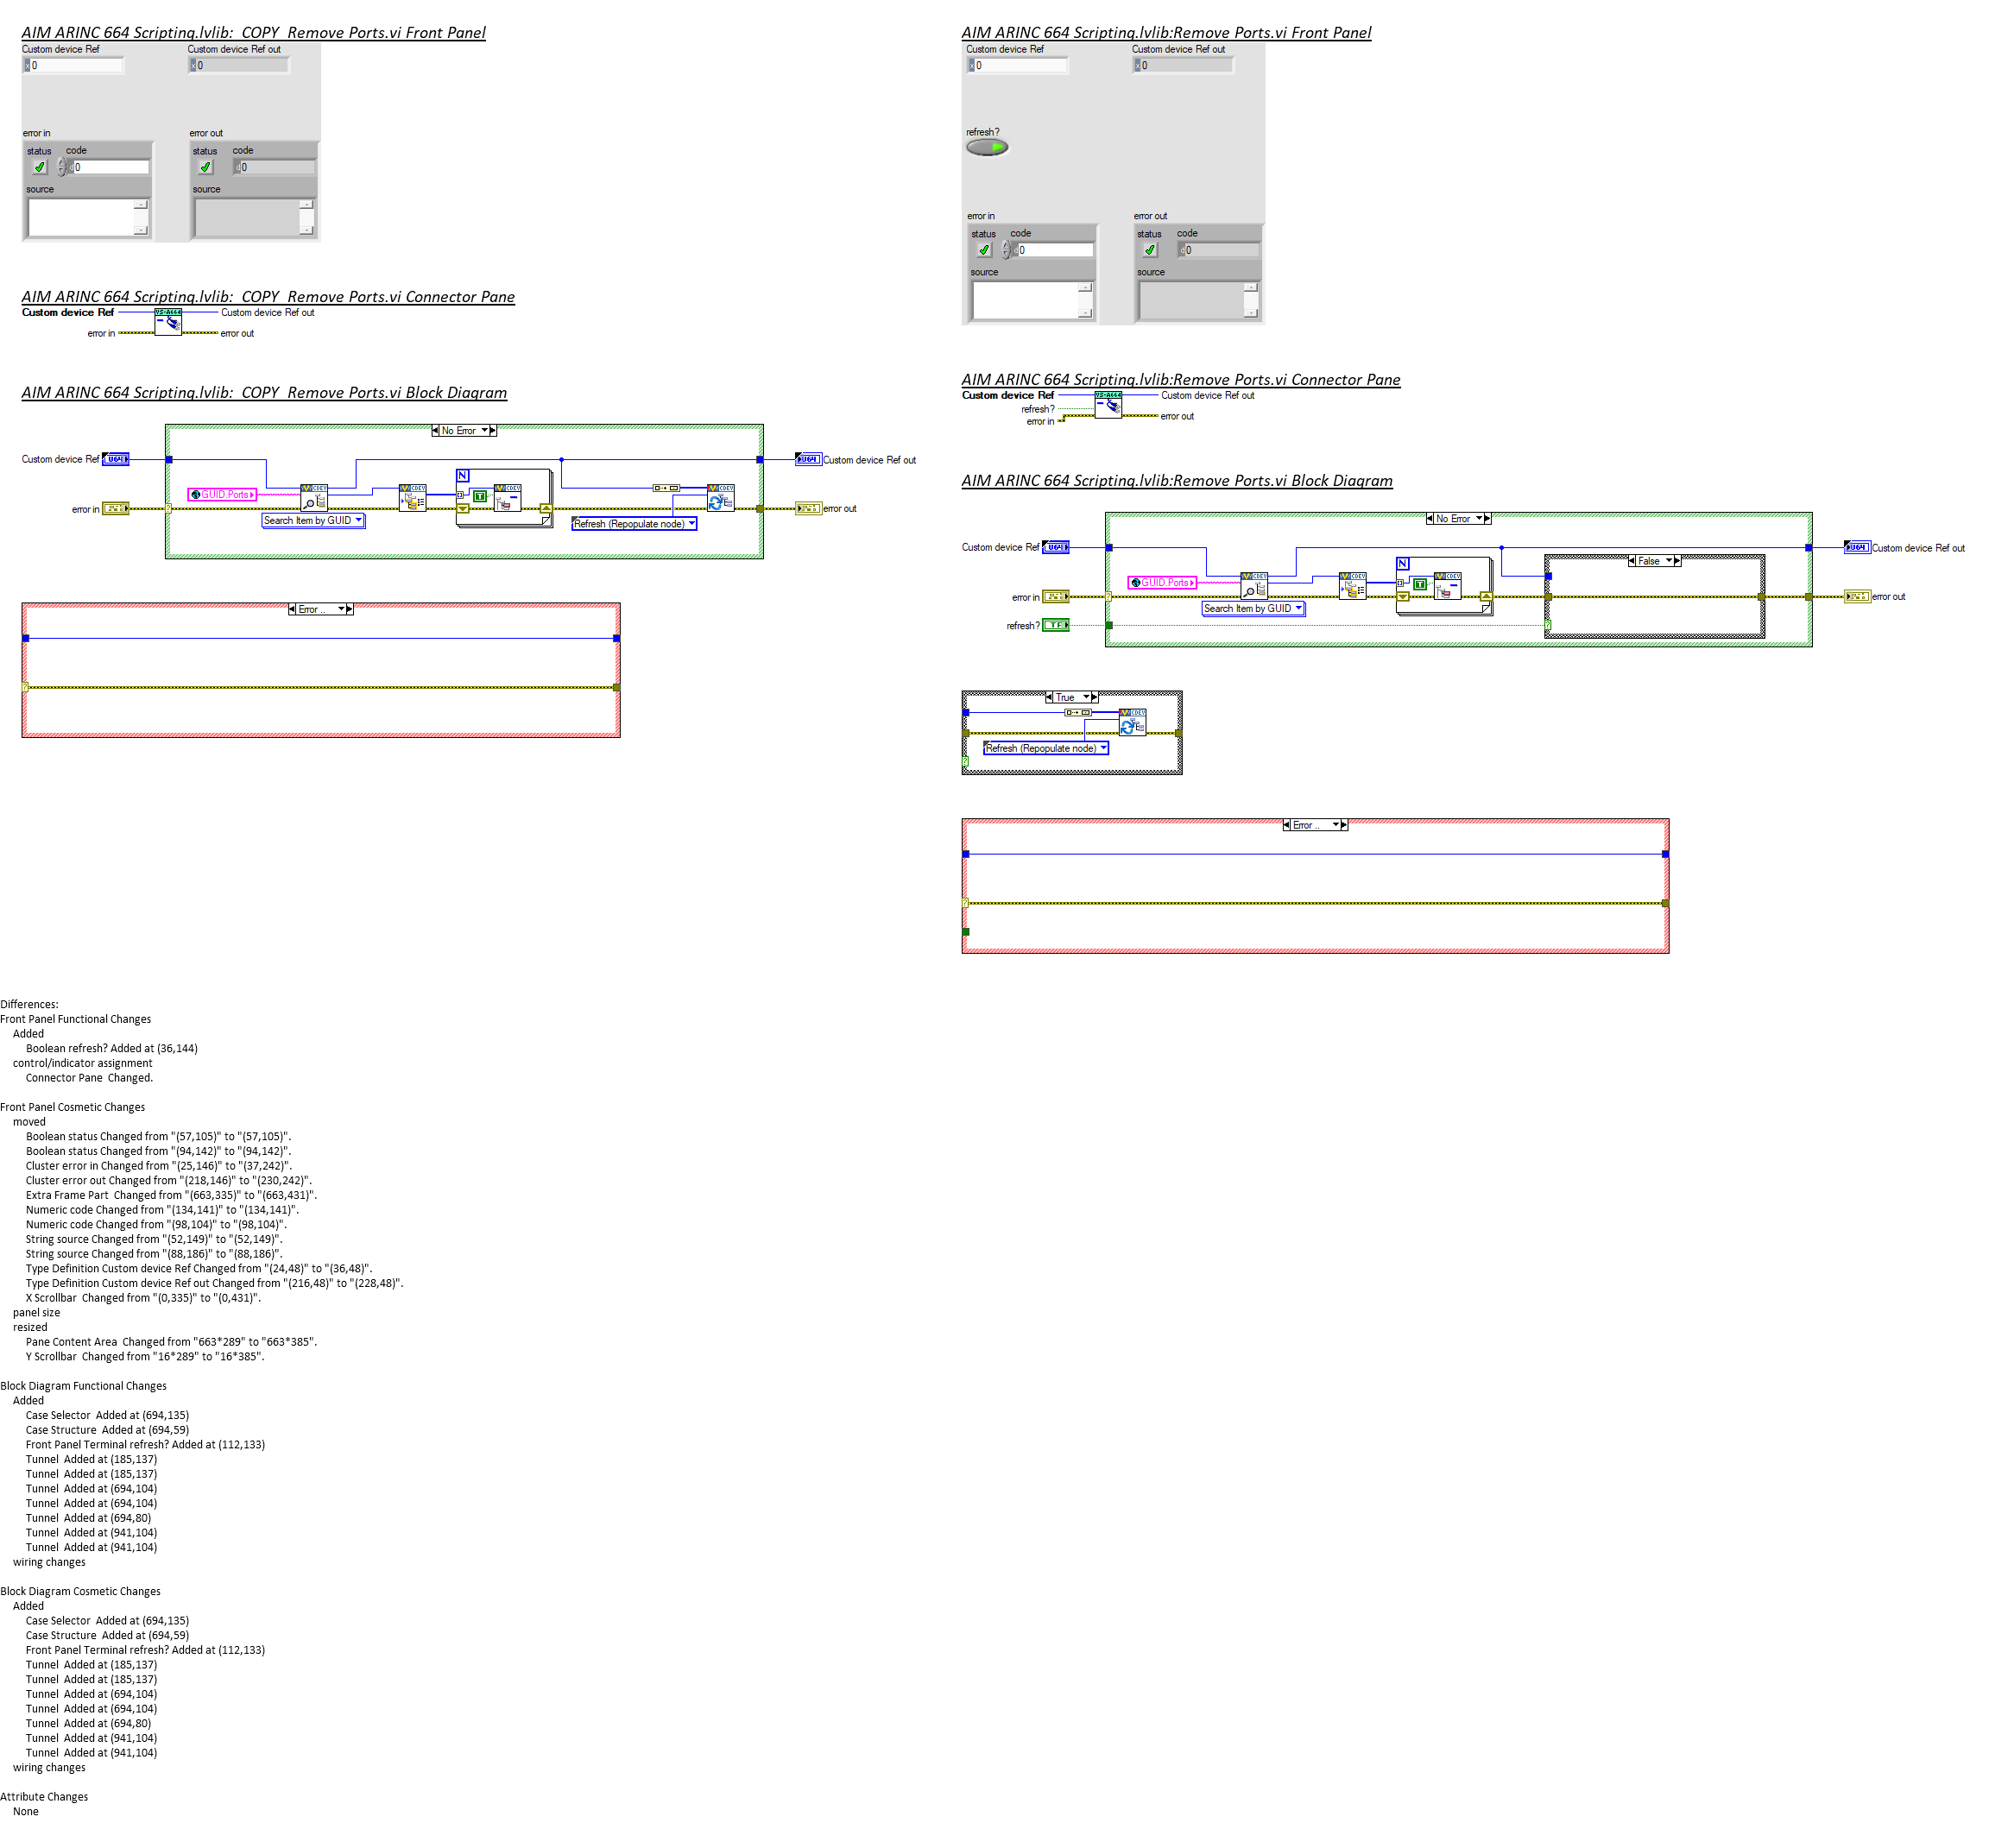 AIM ARINC 664 Scripting.lvlib:  COPY  Remove Ports.vi Front Panel
Custom device Ref
Custom device Ref out
0
0
error in
error out
status
code
status
code
0
0
source
source
AIM ARINC 664 Scripting.lvlib:  COPY  Remove Ports.vi Connector Pane
Custom device Ref
VS-A664
Custom device Ref out
error in
error out
AIM ARINC 664 Scripting.lvlib:  COPY  Remove Ports.vi Block Diagram
No Error
Custom device Ref
U64
U64
Custom device Ref out
N
CDEV
CDEV
CDEV
CDEV
GUID.Ports
T
error in
error out
Search Item by GUID
Refresh (Repopulate node)
Error ..
AIM ARINC 664 Scripting.lvlib:Remove Ports.vi Front Panel
Custom device Ref
Custom device Ref out
0
0
refresh?
error in
error out
status
code
status
code
0
0
source
source
AIM ARINC 664 Scripting.lvlib:Remove Ports.vi Connector Pane
Custom device Ref
VS-A664
Custom device Ref out
refresh?
error in
error out
AIM ARINC 664 Scripting.lvlib:Remove Ports.vi Block Diagram
No Error
Custom device Ref
U64
U64
Custom device Ref out
False
N
CDEV
CDEV
CDEV
GUID.Ports
T
error in
error out
Search Item by GUID
refresh?
TF
True
CDEV
Refresh (Repopulate node)
Error ..
Differences:
Front Panel Functional Changes
Added
Boolean refresh? Added at (36,144)
control/indicator assignment
Connector Pane  Changed.
Front Panel Cosmetic Changes
moved
Boolean status Changed from "(57,105)" to "(57,105)".
Boolean status Changed from "(94,142)" to "(94,142)".
Cluster error in Changed from "(25,146)" to "(37,242)".
Cluster error out Changed from "(218,146)" to "(230,242)".
Extra Frame Part  Changed from "(663,335)" to "(663,431)".
Numeric code Changed from "(134,141)" to "(134,141)".
Numeric code Changed from "(98,104)" to "(98,104)".
String source Changed from "(52,149)" to "(52,149)".
String source Changed from "(88,186)" to "(88,186)".
Type Definition Custom device Ref Changed from "(24,48)" to "(36,48)".
Type Definition Custom device Ref out Changed from "(216,48)" to "(228,48)".
X Scrollbar  Changed from "(0,335)" to "(0,431)".
panel size
resized
Pane Content Area  Changed from "663*289" to "663*385".
Y Scrollbar  Changed from "16*289" to "16*385".
Block Diagram Functional Changes
Added
Case Selector  Added at (694,135)
Case Structure  Added at (694,59)
Front Panel Terminal refresh? Added at (112,133)
Tunnel  Added at (185,137)
Tunnel  Added at (185,137)
Tunnel  Added at (694,104)
Tunnel  Added at (694,104)
Tunnel  Added at (694,80)
Tunnel  Added at (941,104)
Tunnel  Added at (941,104)
wiring changes
Block Diagram Cosmetic Changes
Added
Case Selector  Added at (694,135)
Case Structure  Added at (694,59)
Front Panel Terminal refresh? Added at (112,133)
Tunnel  Added at (185,137)
Tunnel  Added at (185,137)
Tunnel  Added at (694,104)
Tunnel  Added at (694,104)
Tunnel  Added at (694,80)
Tunnel  Added at (941,104)
Tunnel  Added at (941,104)
wiring changes
Attribute Changes
None